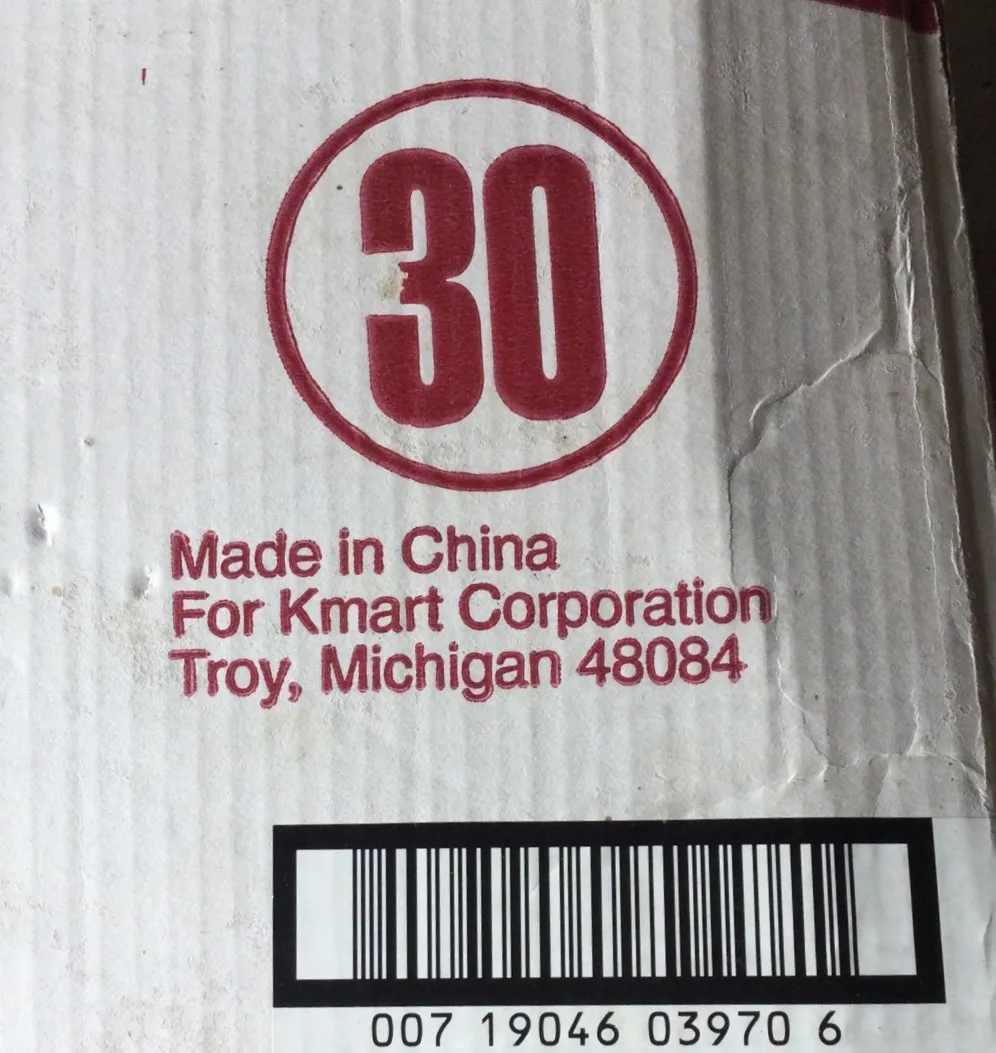 30
Made in China
For Kmart Corporation
Troy, Michigan 48084
007 19046 03970 6